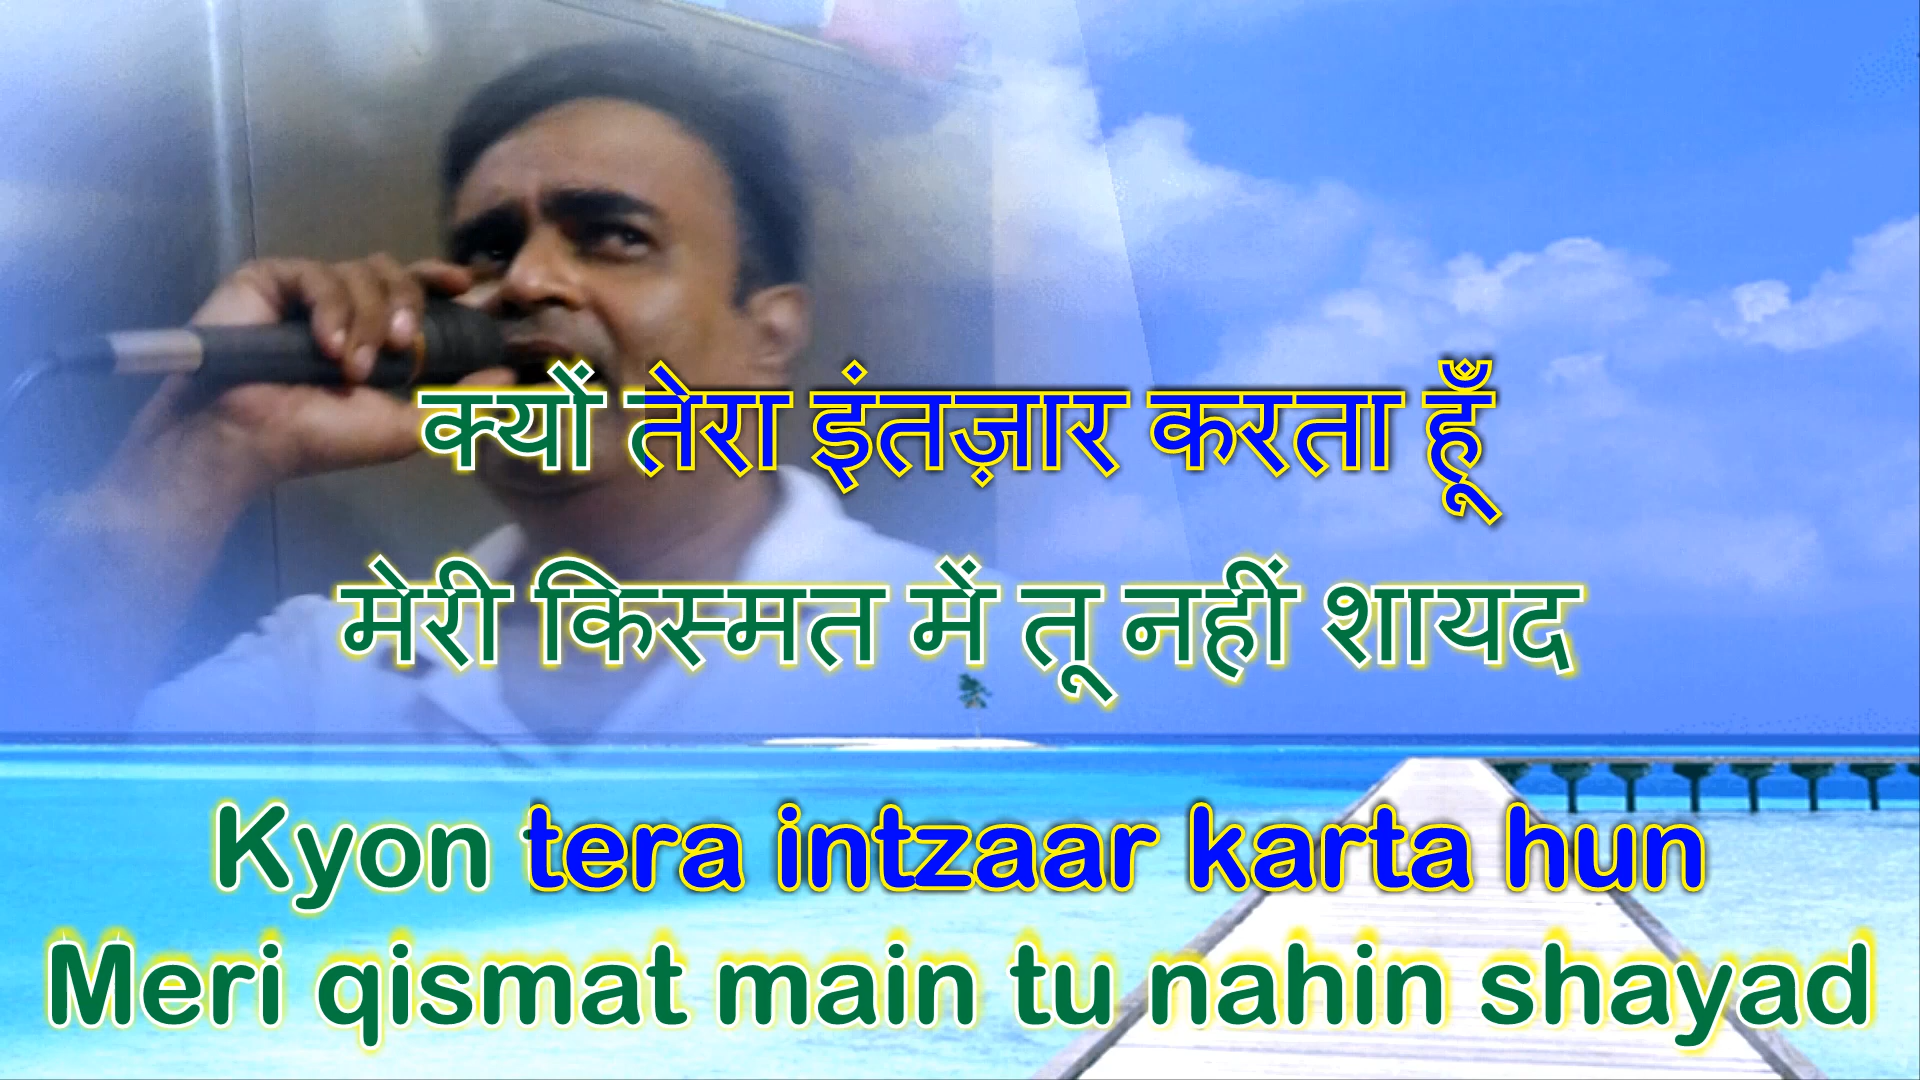 क्यों तेरा इंतज़ार करता हूँ
मेरी किस्मत में तू नहीं शायद
Kyon tera intzaar karta hun
Meri qismat main tu nahin shayad